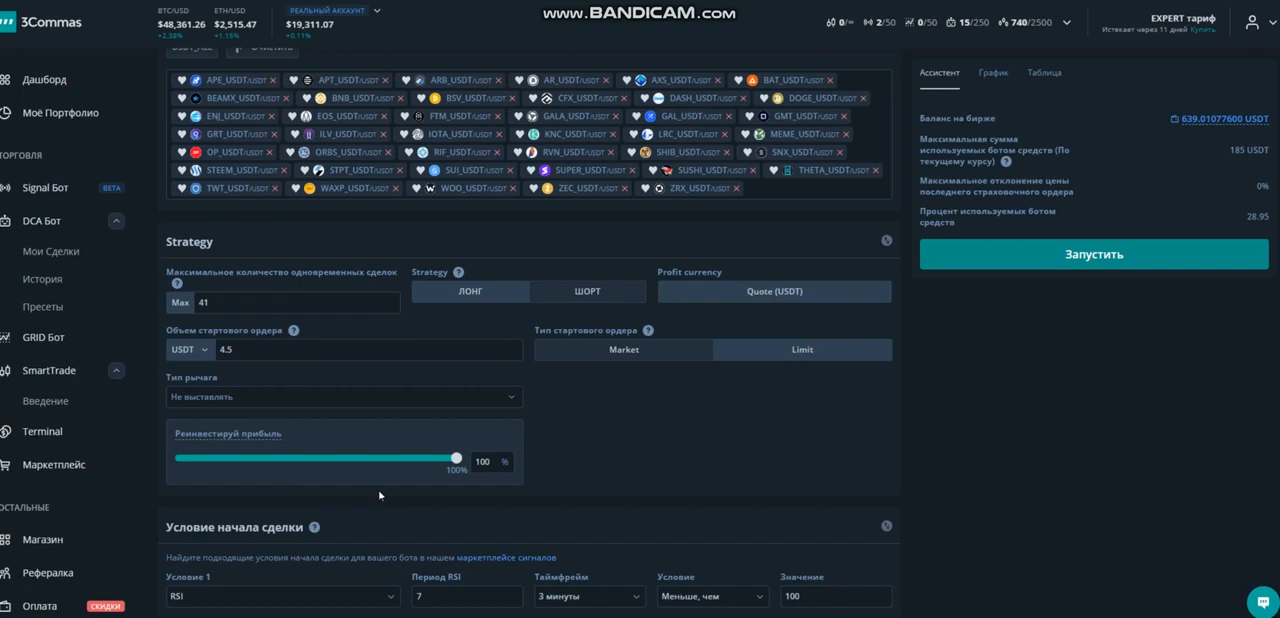 3Commas
BTC/USD
$48,361.26
+2.38%
ETH/USD
$2,515.47
+1.15%
РЕАЛЬНЫЙ АККАУНТ
$19,311.07
+0.11%
www.BANDICAM.com
0/∞
2/50
0/50
15/250
740/2500
EXPERT тариф
Истекает через 11 дней Купить
Дашборд
Моё Портфолио
ТОРГОВЛЯ
Signal Бот BETA
DCA Бот
Мои Сделки
История
Пресеты
GRID Бот
SmartTrade
Введение
Terminal
Маркетплейс
ОСТАЛЬНЫЕ
Магазин
Рефералка
Оплата СКИДКИ
APE_USDT/USDT APT_USDT/USDT ARB_USDT/USDT AR_USDT/USDT AXS_USDT/USDT BAT_USDT/USDT
BEAMX_USDT/USDT BNB_USDT/USDT BSV_USDT/USDT CFX_USDT/USDT DASH_USDT/USDT DOGE_USDT/USDT
ENJ_USDT/USDT EOS_USDT/USDT FTM_USDT/USDT GALA_USDT/USDT GAL_USDT/USDT GMT_USDT/USDT
GRT_USDT/USDT ILV_USDT/USDT IOTA_USDT/USDT KNC_USDT/USDT LRC_USDT/USDT MEME_USDT/USDT
OP_USDT/USDT ORBS_USDT/USDT RIF_USDT/USDT RVN_USDT/USDT SHIB_USDT/USDT SNX_USDT/USDT
STEEM_USDT/USDT STPT_USDT/USDT SUI_USDT/USDT SUPER_USDT/USDT SUSHI_USDT/USDT THETA_USDT/USDT
TWT_USDT/USDT WAXP_USDT/USDT WOO_USDT/USDT ZEC_USDT/USDT ZRX_USDT/USDT
Strategy
Максимальное количество одновременных сделок
?
Max 41
Strategy ?
ЛОНГ ШОРТ
Profit currency
Quote (USDT)
Объем стартового ордера ?
USDT 4.5
Тип стартового ордера ?
Market Limit
Тип рычага
Не выставлять
Реинвестируй прибыль
100 %
100%
Условие начала сделки ?
Найдите подходящие условия начала сделки для вашего бота в нашем маркетплейсе сигналов
Условие 1 Период RSI Таймфрейм Условие Значение
RSI 7 3 минуты Меньше, чем 100
Ассистент График Таблица
Баланс на бирже 639.01077600 USDT
Максимальная сумма
используемых ботом средств (По
текущему курсу) ?
185 USDT
Максимальное отклонение цены
последнего страховочного ордера
0%
Процент используемых ботом
средств
28.95
Запустить